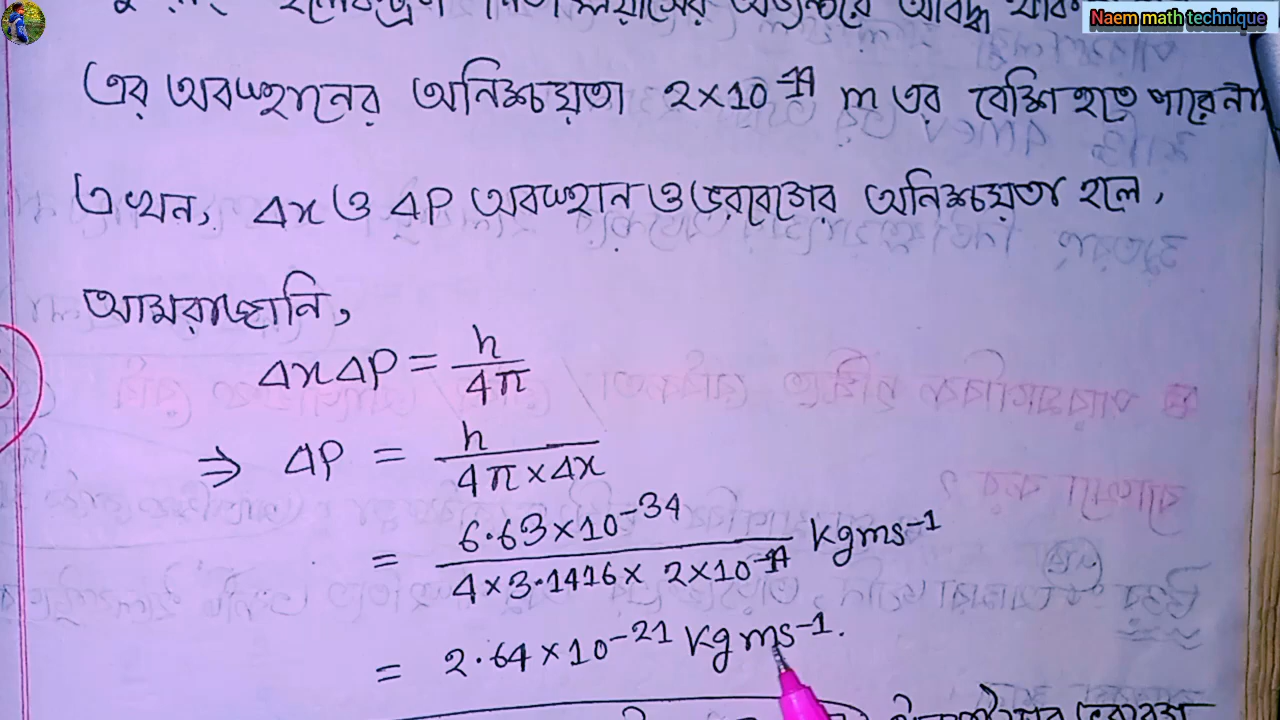 Naem math technique
এর অবস্থানের অনিশ্চয়তা 2×10⁻¹⁴ m এর বেশি হতে পারেনা
এখন, Δx ও ΔP অবস্থান ও ভরবেগের অনিশ্চয়তা হলে,
আমরা জানি,
ΔxΔP = h/4π
⇒ ΔP = h/4π×Δx
= 6.63×10⁻³⁴/4×3.1416×2×10⁻¹⁴ kgms⁻¹
= 2.64×10⁻²¹ kgms⁻¹.